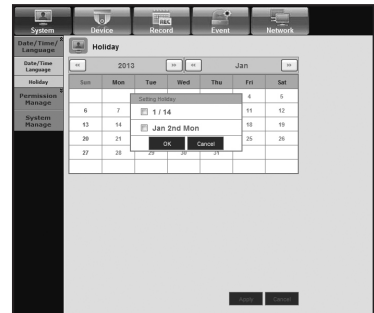 System Device Record Event Network
Date/Time/
Language
Holiday
Date/Time
Language
« 2013 » « Jan »
Holiday
Sun Mon Tue Wed Thu Fri Sat
Permission
Manage
Setting Holiday
4 5
1 / 14
6 7 11 12
System
Manage
Jan 2nd Mon
13 14 18 19
OK Cancel
20 21 25 26
27 28 29 30 31
Apply Cancel